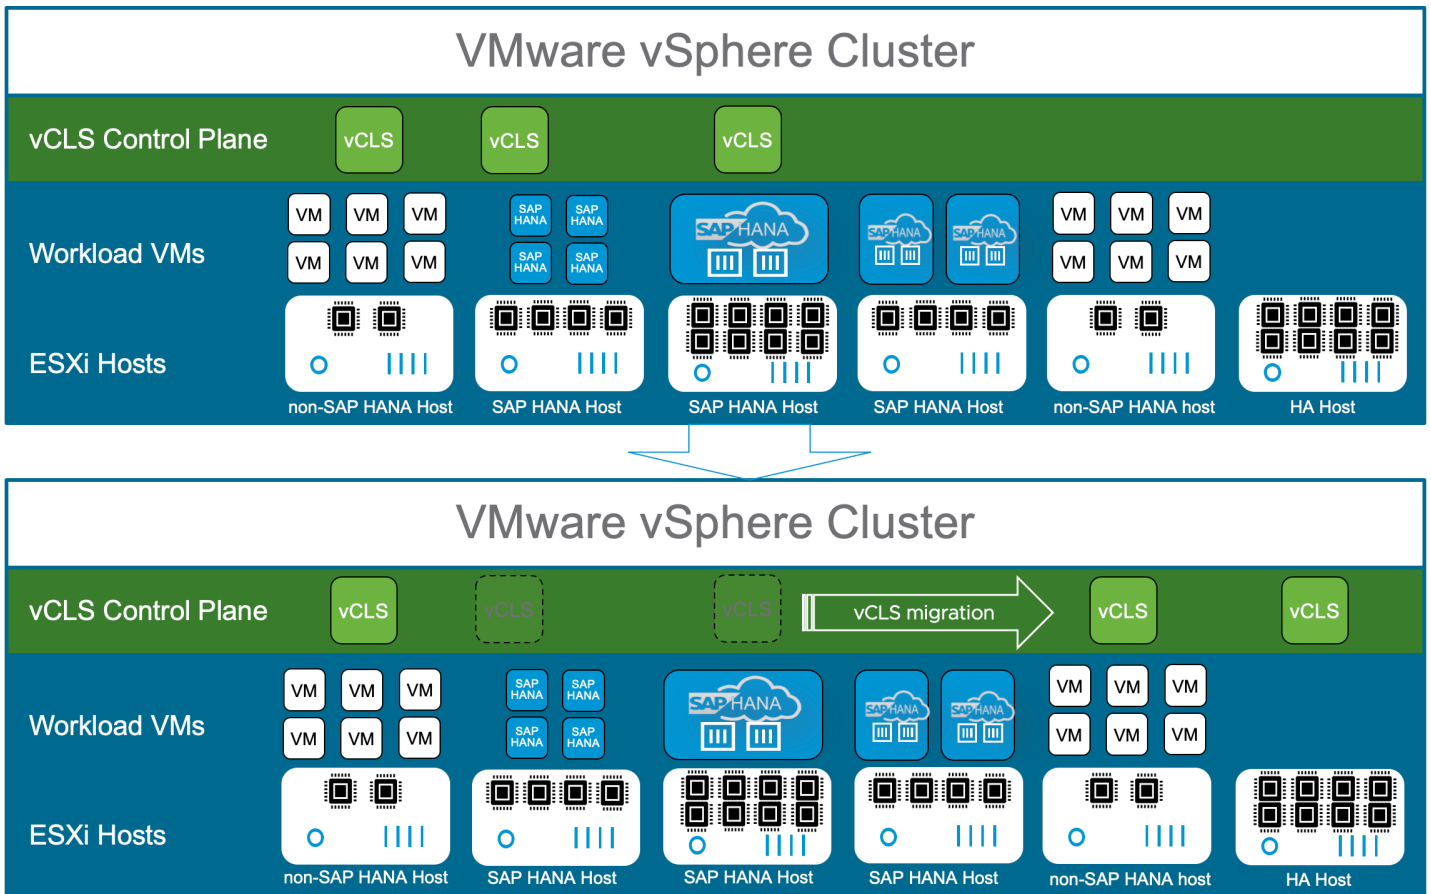 VMware vSphere Cluster
vCLS Control Plane
vCLS
vCLS
vCLS
Workload VMs
VM VM VM
VM VM VM
SAP HANA SAP HANA
SAP HANA SAP HANA
SAP HANA
SAP HANA
SAP HANA
VM VM VM
VM VM VM
ESXi Hosts
non-SAP HANA Host
SAP HANA Host
SAP HANA Host
SAP HANA Host
non-SAP HANA host
HA Host
VMware vSphere Cluster
vCLS Control Plane
vCLS
vCLS
vCLS
vCLS migration
vCLS
vCLS
Workload VMs
VM VM VM
VM VM VM
SAP HANA SAP HANA
SAP HANA SAP HANA
SAP HANA
SAP HANA
SAP HANA
VM VM VM
VM VM VM
ESXi Hosts
non-SAP HANA Host
SAP HANA Host
SAP HANA Host
SAP HANA Host
non-SAP HANA host
HA Host